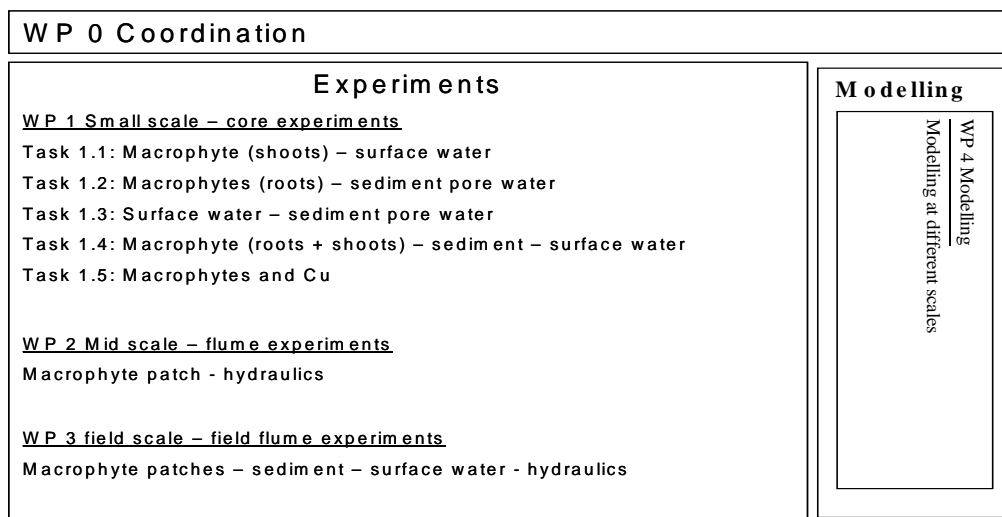 WP 0 Coordination
Experiments
WP 1 Small scale – core experiments
Task 1.1: Macrophyte (shoots) – surface water
Task 1.2: Macrophytes (roots) – sediment pore water
Task 1.3: Surface water – sediment pore water
Task 1.4: Macrophyte (roots + shoots) – sediment – surface water
Task 1.5: Macrophytes and Cu
WP 2 Mid scale – flume experiments
Macrophyte patch - hydraulics
WP 3 field scale – field flume experiments
Macrophyte patches – sediment – surface water - hydraulics
Modelling
WP 4 Modelling
Modelling at different scales